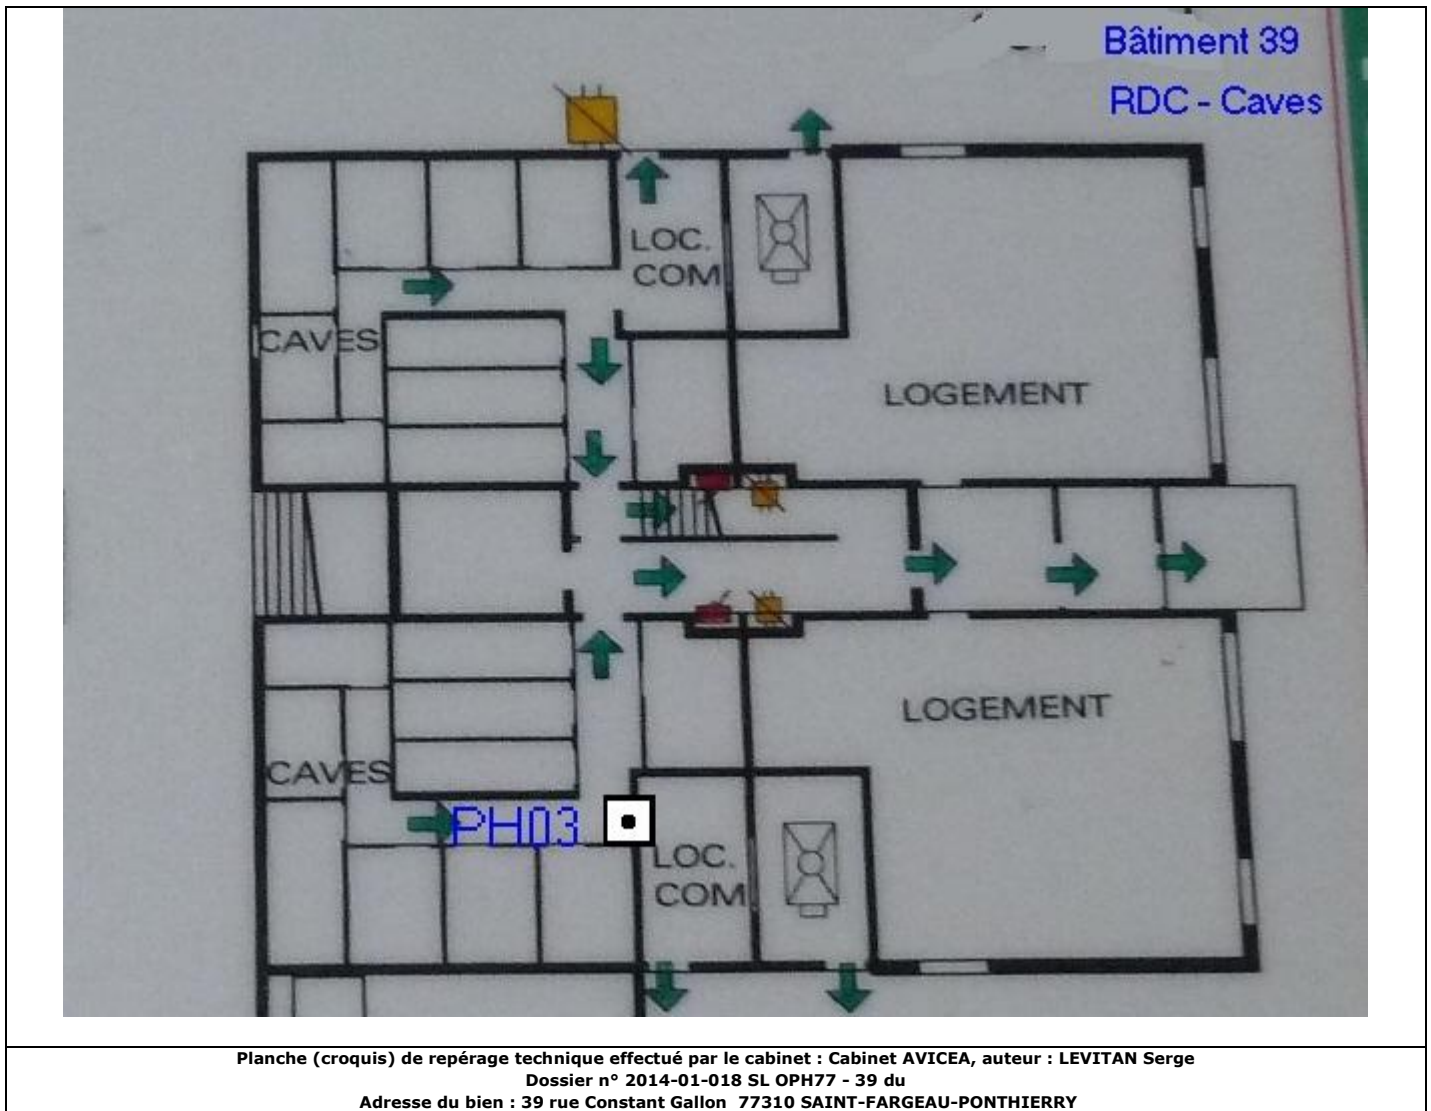 Bâtiment 39
RDC - Caves
LOC.
COM
CAVES
LOGEMENT
LOGEMENT
CAVES
PH03
LOC.
COM
Planche (croquis) de repérage technique effectué par le cabinet : Cabinet AVICEA, auteur : LEVITAN Serge
Dossier n° 2014-01-018 SL OPH77 - 39 du
Adresse du bien : 39 rue Constant Gallon 77310 SAINT-FARGEAU-PONTHIERRY